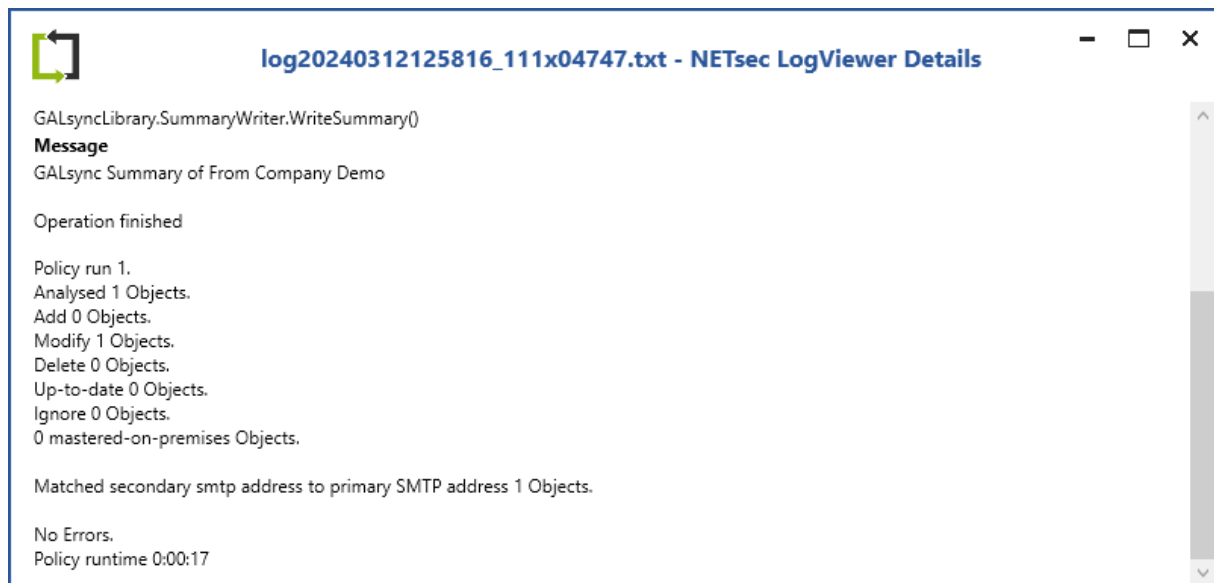 log20240312125816_111x04747.txt - NETsec LogViewer Details
GALsyncLibrary.SummaryWriter.WriteSummary()
Message
GALsync Summary of From Company Demo
Operation finished
Policy run 1.
Analysed 1 Objects.
Add 0 Objects.
Modify 1 Objects.
Delete 0 Objects.
Up-to-date 0 Objects.
Ignore 0 Objects.
0 mastered-on-premises Objects.
Matched secondary smtp address to primary SMTP address 1 Objects.
No Errors.
Policy runtime 0:00:17